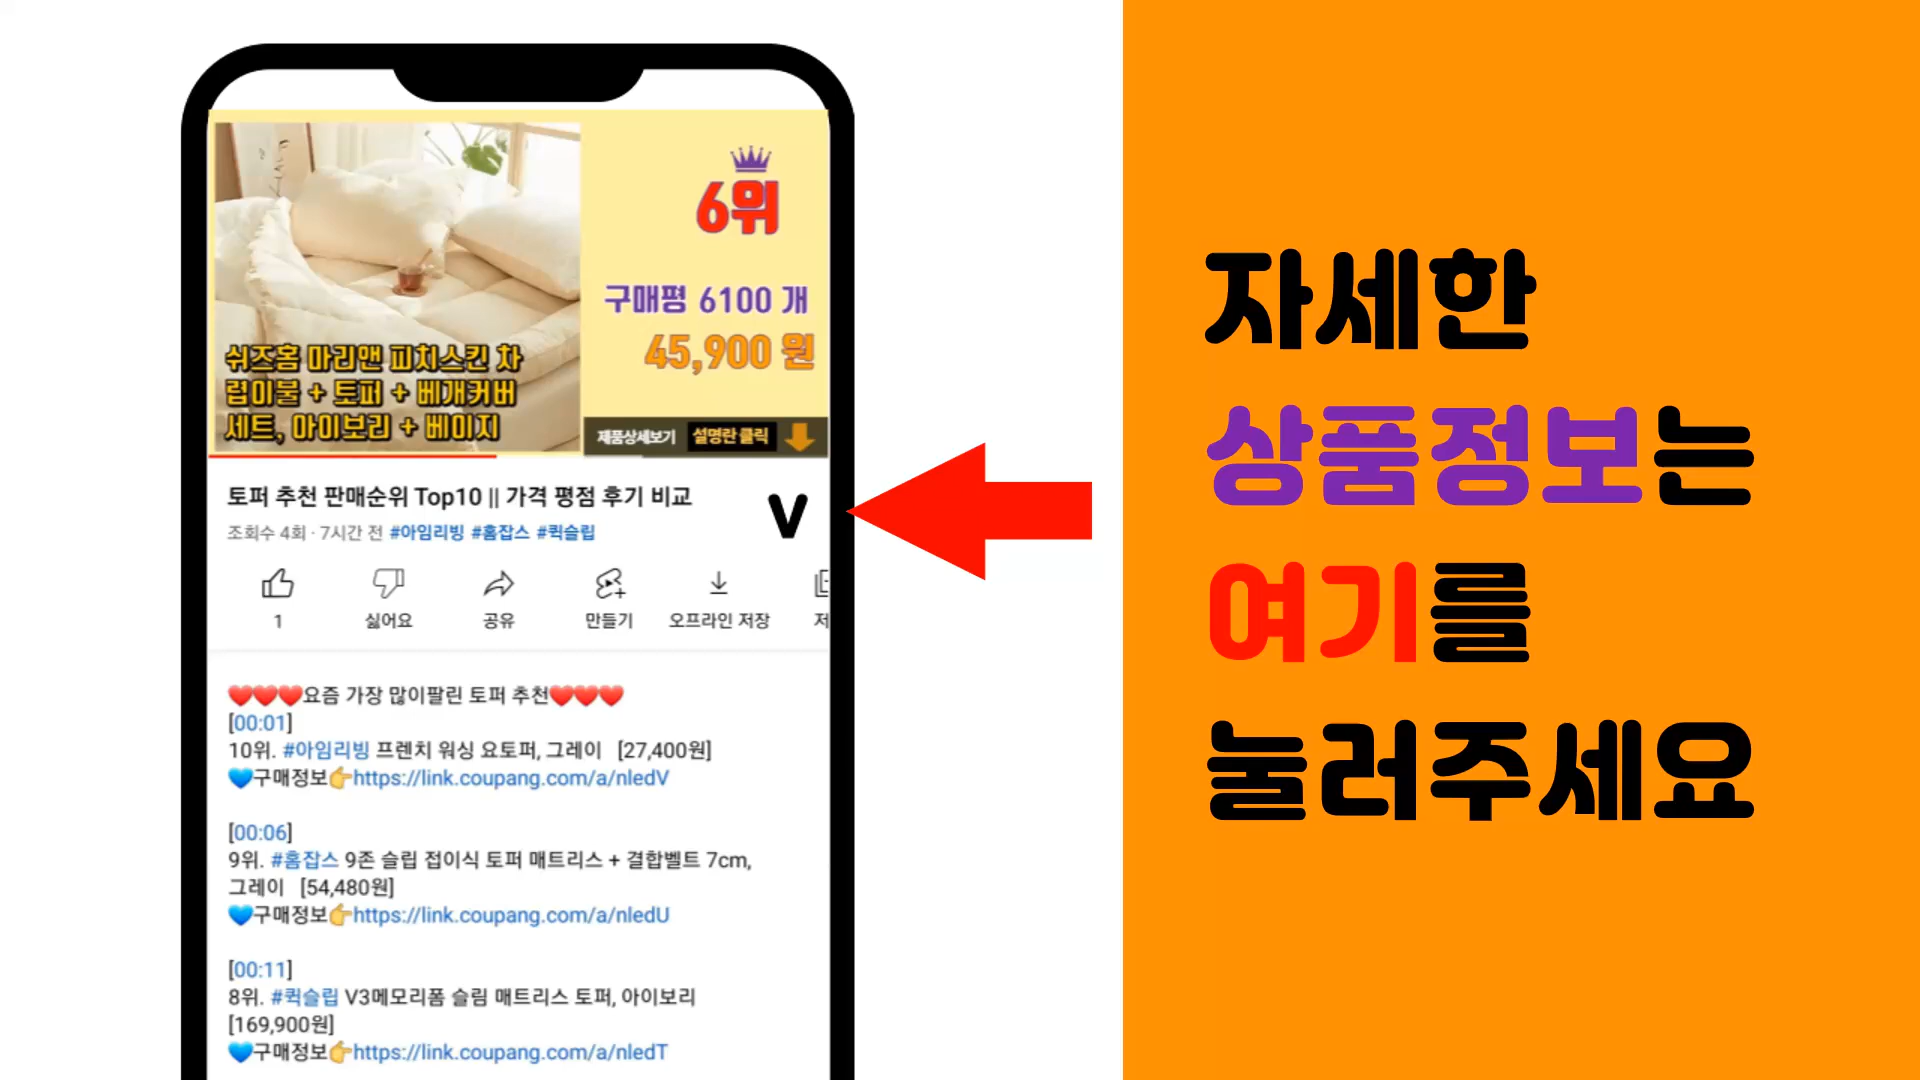 6위
구매평 6100 개
45,900 원
쉬즈홈 마리앤 피치스킨 차
렵이불 + 토퍼 + 베개커버
세트, 아이보리 + 베이지
제품상세보기 설명란 클릭
토퍼 추천 판매순위 Top10 || 가격 평점 후기 비교
V
조회수 4회 · 7시간 전 #아임리빙 #홈잡스 #퀵슬립
1 싫어요 공유 만들기 오프라인 저장 저
❤️❤️❤️요즘 가장 많이팔린 토퍼 추천❤️❤️❤️
[00:01]
10위. #아임리빙 프렌치 워싱 요토퍼, 그레이 [27,400원]
💙구매정보👉https://link.coupang.com/a/nledV
[00:06]
9위. #홈잡스 9존 슬립 접이식 토퍼 매트리스 + 결합벨트 7cm,
그레이 [54,480원]
💙구매정보👉https://link.coupang.com/a/nledU
[00:11]
8위. #퀵슬립 V3메모리폼 슬림 매트리스 토퍼, 아이보리
[169,900원]
💙구매정보👉https://link.coupang.com/a/nledT
자세한
상품정보는
여기를
눌러주세요